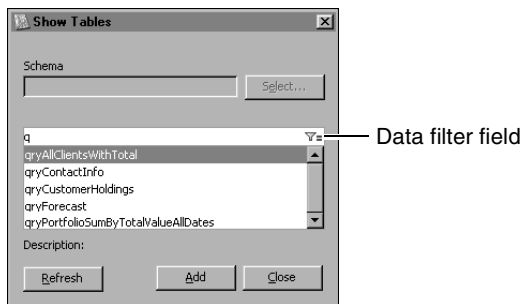 Show Tables
Schema
Select...
q
Data filter field
qryAllClientsWithTotal
qryContactInfo
qryCustomerHoldings
qryForecast
qryPortfolioSumByTotalValueAllDates
Description:
Refresh Add Close